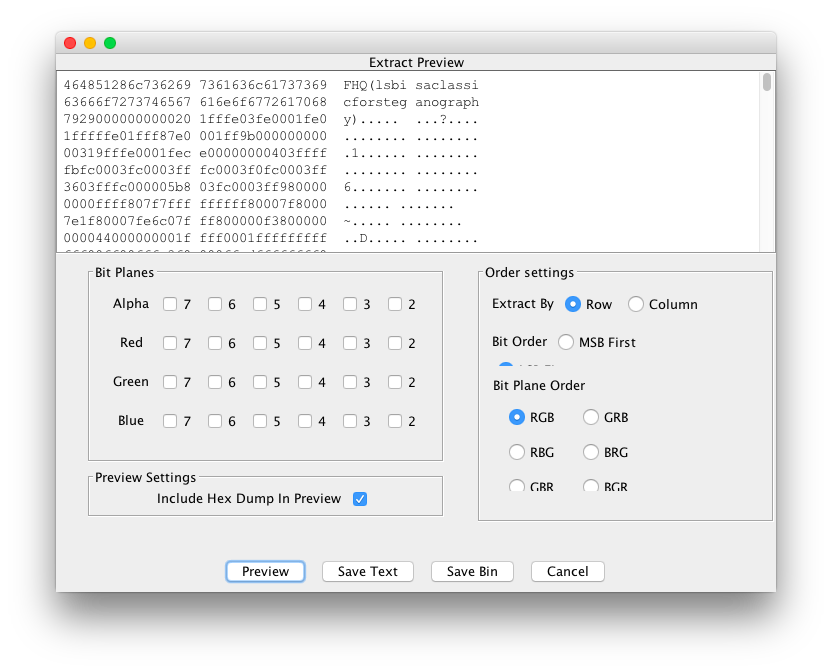 Extract Preview
464851286c736269 7361636c61737369 FHQ(lsbi saclassi
63666f7273746567 616e6f6772617068 cforsteg anograph
7929000000000020 1fffe03fe0001fe0 y)..... ...?....
1fffffe01fff87e0 001ff9b000000000 ........ ........
00319fffe0001fec e00000000403ffff .1...... ........
fbfc0003fc0003ff fc0003f0fc0003ff ........ ........
3603fffc000005b8 03fc0003ff980000 6....... ........
0000ffff807f7fff ffffff80007f8000 ...... .......
7e1f80007fe6c07f ff800000f3800000 ~..... ........
000044000000001f fff0001fffffffff ..D..... ........
Bit Planes
Alpha 7 6 5 4 3 2
Red 7 6 5 4 3 2
Green 7 6 5 4 3 2
Blue 7 6 5 4 3 2
Preview Settings
Include Hex Dump In Preview
Order settings
Extract By Row Column
Bit Order MSB First
Bit Plane Order
RGB GRB
RBG BRG
GBR BGR
Preview Save Text Save Bin Cancel